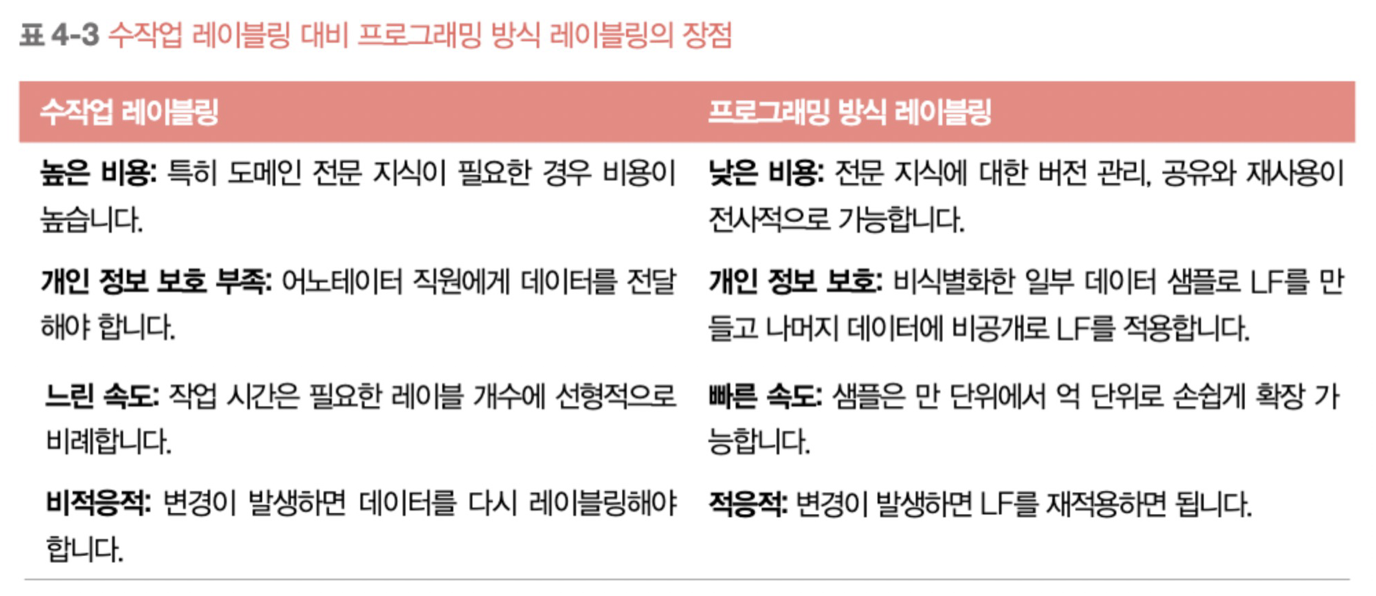 표 4-3 수작업 레이블링 대비 프로그래밍 방식 레이블링의 장점
수작업 레이블링
프로그래밍 방식 레이블링
높은 비용: 특히 도메인 전문 지식이 필요한 경우 비용이
높습니다.
낮은 비용: 전문 지식에 대한 버전 관리, 공유와 재사용이
전사적으로 가능합니다.
개인 정보 보호 부족: 어노테이터 직원에게 데이터를 전달
해야 합니다.
개인 정보 보호: 비식별화한 일부 데이터 샘플로 LF를 만
들고 나머지 데이터에 비공개로 LF를 적용합니다.
느린 속도: 작업 시간은 필요한 레이블 개수에 선형적으로
비례합니다.
빠른 속도: 샘플은 만 단위에서 억 단위로 손쉽게 확장 가
능합니다.
비적응적: 변경이 발생하면 데이터를 다시 레이블링해야
합니다.
적응적: 변경이 발생하면 LF를 재적용하면 됩니다.